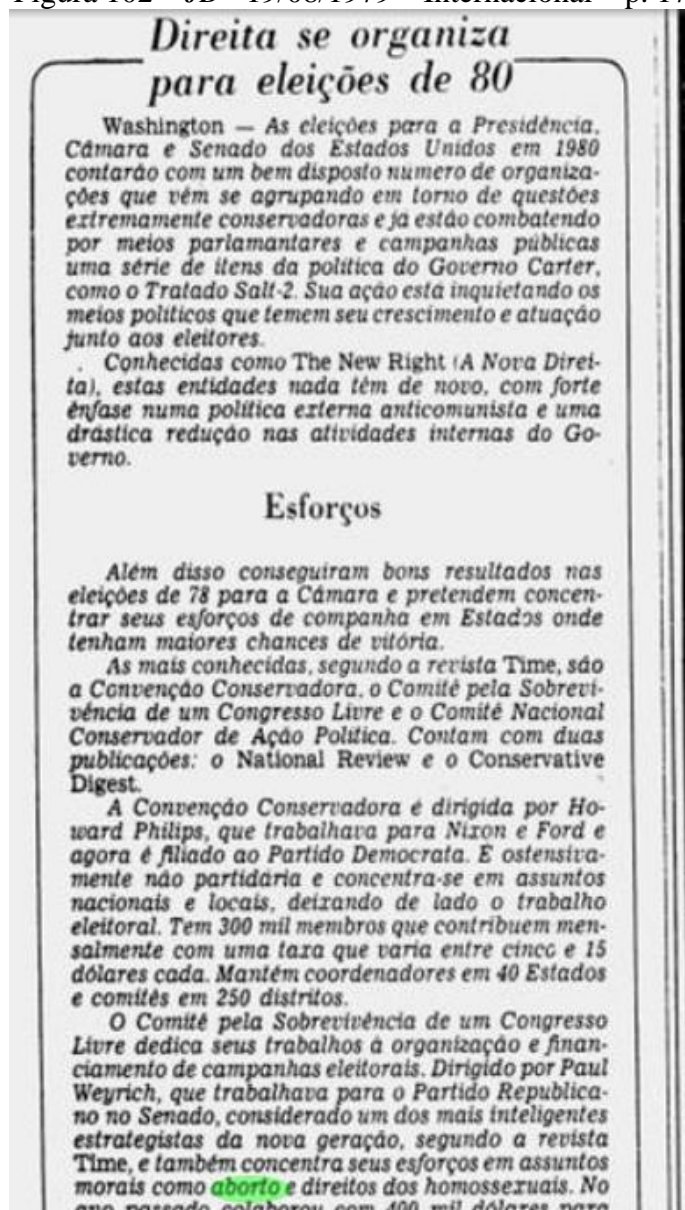 Figura 102 – JB – 19/08/1979 – Internacional – p. 17
Direita se organiza
para eleições de 80
Washington — As eleições para a Presidência,
Câmara e Senado dos Estados Unidos em 1980
contarão com um bem disposto numero de organiza-
ções que vêm se agrupando em torno de questões
extremamente conservadoras e já estão combatendo
por meios parlamantares e campanhas públicas
uma série de itens da política do Governo Carter,
como o Tratado Salt-2. Sua ação está inquietando os
meios políticos que temem seu crescimento e atuação
junto aos eleitores.
Conhecidas como The New Right (A Nova Direi-
ta), estas entidades nada têm de novo, com forte
ênfase numa política externa anticomunista e uma
drástica redução nas atividades internas do Go-
verno.
Esforços
Além disso conseguiram bons resultados nas
eleições de 78 para a Câmara e pretendem concen-
trar seus esforços de companha em Estados onde
tenham maiores chances de vitória.
As mais conhecidas, segundo a revista Time, são
a Convenção Conservadora, o Comitê pela Sobrevi-
vência de um Congresso Livre e o Comitê Nacional
Conservador de Ação Política. Contam com duas
publicações: o National Review e o Conservative
Digest.
A Convenção Conservadora é dirigida por Ho-
ward Philips, que trabalhava para Nixon e Ford e
agora é filiado ao Partido Democrata. E ostensiva-
mente não partidária e concentra-se em assuntos
nacionais e locais, deixando de lado o trabalho
eleitoral. Tem 300 mil membros que contribuem men-
salmente com uma taxa que varia entre cinco e 15
dólares cada. Mantém coordenadores em 40 Estados
e comitês em 250 distritos.
O Comitê pela Sobrevivência de um Congresso
Livre dedica seus trabalhos à organização e finan-
ciamento de campanhas eleitorais. Dirigido por Paul
Weyrich, que trabalhava para o Partido Republica-
no no Senado, considerado um dos mais inteligentes
estrategistas da nova geração, segundo a revista
Time, e também concentra seus esforços em assuntos
morais como aborto e direitos dos homossexuais. No
ano passado colaborou com 400 mil dólares para